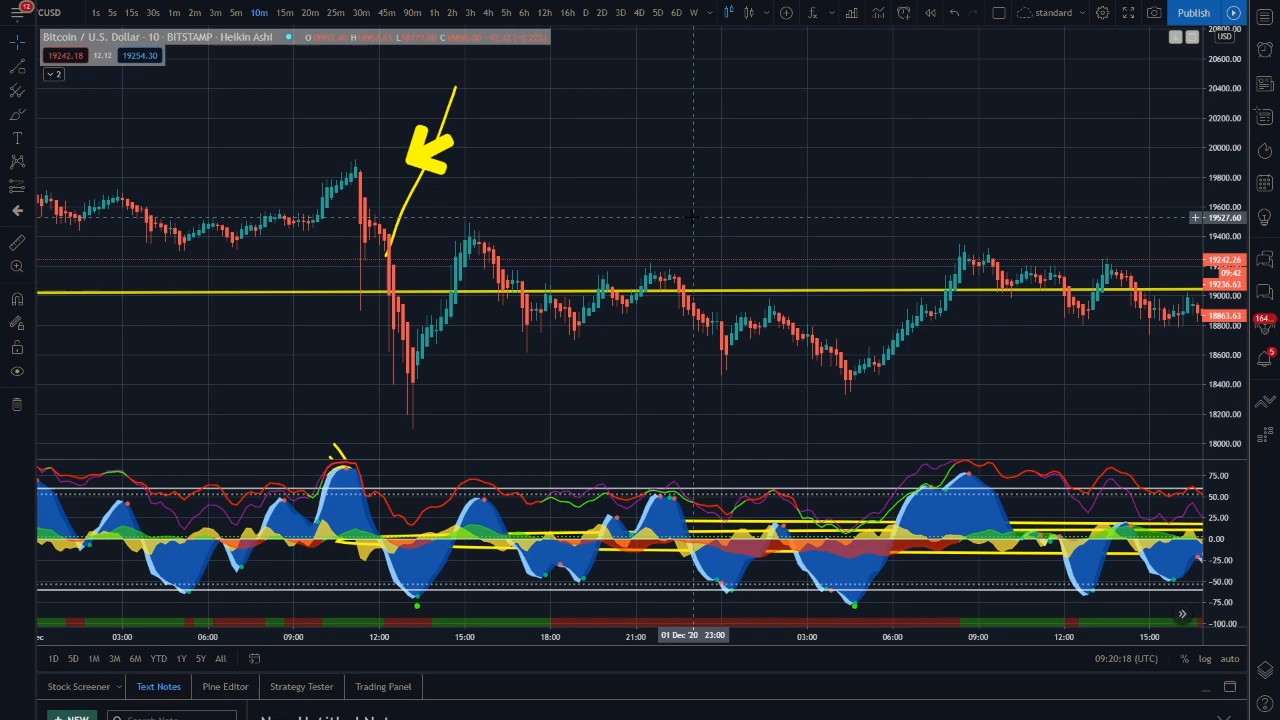 12
CUSD
1s 5s 15s 30s 1m 2m 3m 5m 10m 15m 20m 25m 30m 45m 90m 1h 2h 3h 4h 5h 6h 12h 16h D 2D 3D 4D 5D 6D W
standard
Publish
Bitcoin / U.S. Dollar · 10 · BITSTAMP · Heikin Ashi
19242.18 12.12 19254.30
2
USD
20800.00
20600.00
20400.00
20200.00
20000.00
19800.00
19600.00
19527.60
19400.00
19242.26
09:42
19236.63
19000.00
18863.63
18800.00
18600.00
18400.00
18200.00
18000.00
75.00
50.00
25.00
0.00
-25.00
-50.00
-75.00
-100.00
164
5
03:00 06:00 09:00 12:00 15:00 18:00 21:00 01 Dec '20 23:00 03:00 06:00 09:00 12:00 15:00
1D 5D 1M 3M 6M YTD 1Y 5Y All
09:20:18 (UTC) % log auto
Stock Screener Text Notes Pine Editor Strategy Tester Trading Panel
+ NEW